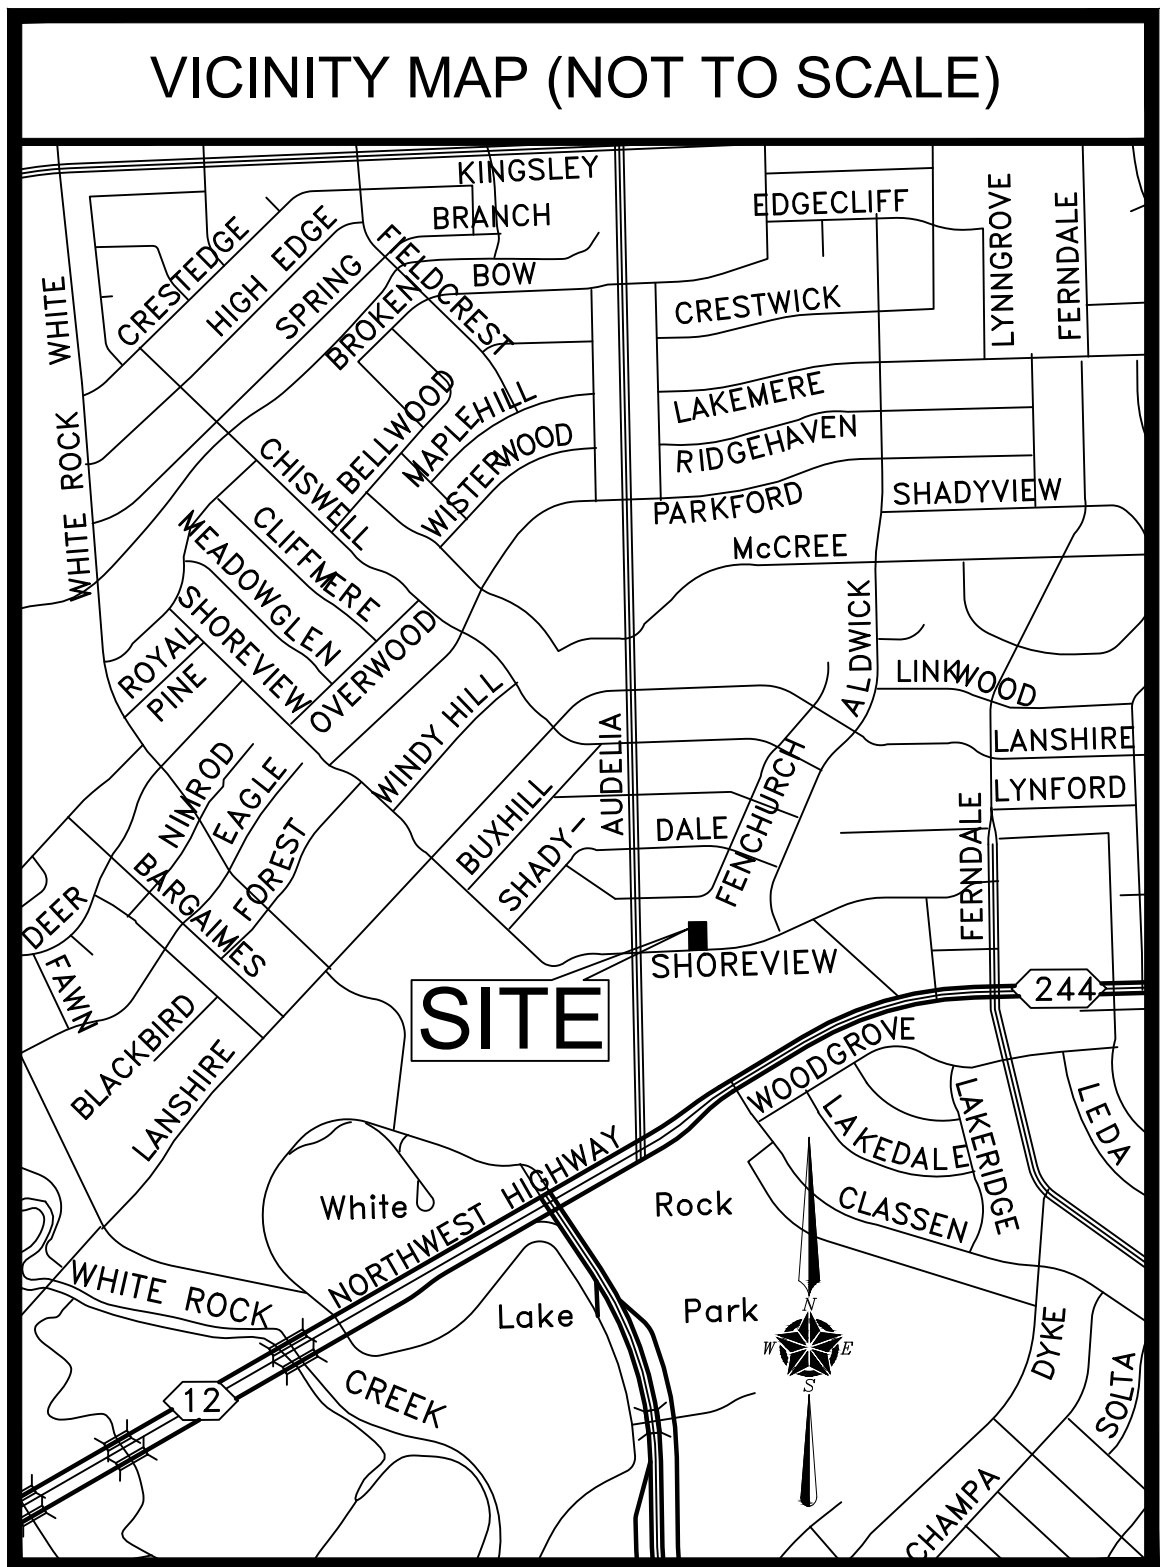 VICINITY MAP (NOT TO SCALE)
KINGSLEY
BRANCH
EDGECLIFF
LYNNGROVE
FERNDALE
CRESTEDGE
HIGH EDGE
SPRING
FIELDCREST
BOW
BROKEN
CRESTWICK
WHITE
WHITE ROCK
LAKEMERE
RIDGEHAVEN
BELLWOOD
MAPLEHILL
WISTERWOOD
CHISWELL
PARKFORD
SHADYVIEW
McCREE
CLIFFMERE
MEADOWGLEN
SHOREVIEW
OVERWOOD
ROYAL
PINE
ALDWICK
LINKWOOD
WINDY HILL
AUDELIA
LANSHIRE
LYNFORD
FENCHURCH
NIMROD
EAGLE
FOREST
BUXHILL
SHADY-
DALE
FERNDALE
BARGAIMES
DEER
FAWN
SHOREVIEW
SITE
244
BLACKBIRD
LANSHIRE
WOODGROVE
LAKEDALE
LAKERIDGE
LEDA
CLASSEN
NORTHWEST HIGHWAY
White
Rock
Lake
Park
WHITE ROCK
CREEK
12
N
W
E
S
DYKE
SOLTA
CHAMPA